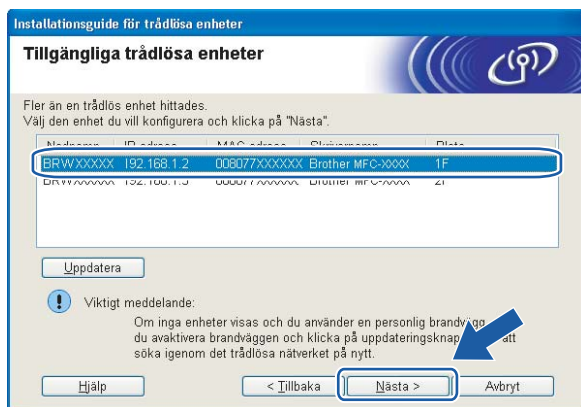 Installationsguide för trådlösa enheter
Tillgängliga trådlösa enheter
Fler än en trådlös enhet hittades.
Välj den enhet du vill konfigurera och klicka på "Nästa".
BRWXXXXX 192.168.1.2 008077XXXXXX Brother MFC-XXXX 1F
BRWXXXXX 192.168.1.3 008077XXXXXX Brother MFC-XXXX 2F
Uppdatera
Viktigt meddelande:
Om inga enheter visas och du använder en personlig
du avaktivera brandväggen och klicka på
söka igenom det trådlösa nätverket på nytt.
Hjälp < Tillbaka Nästa > Avbryt